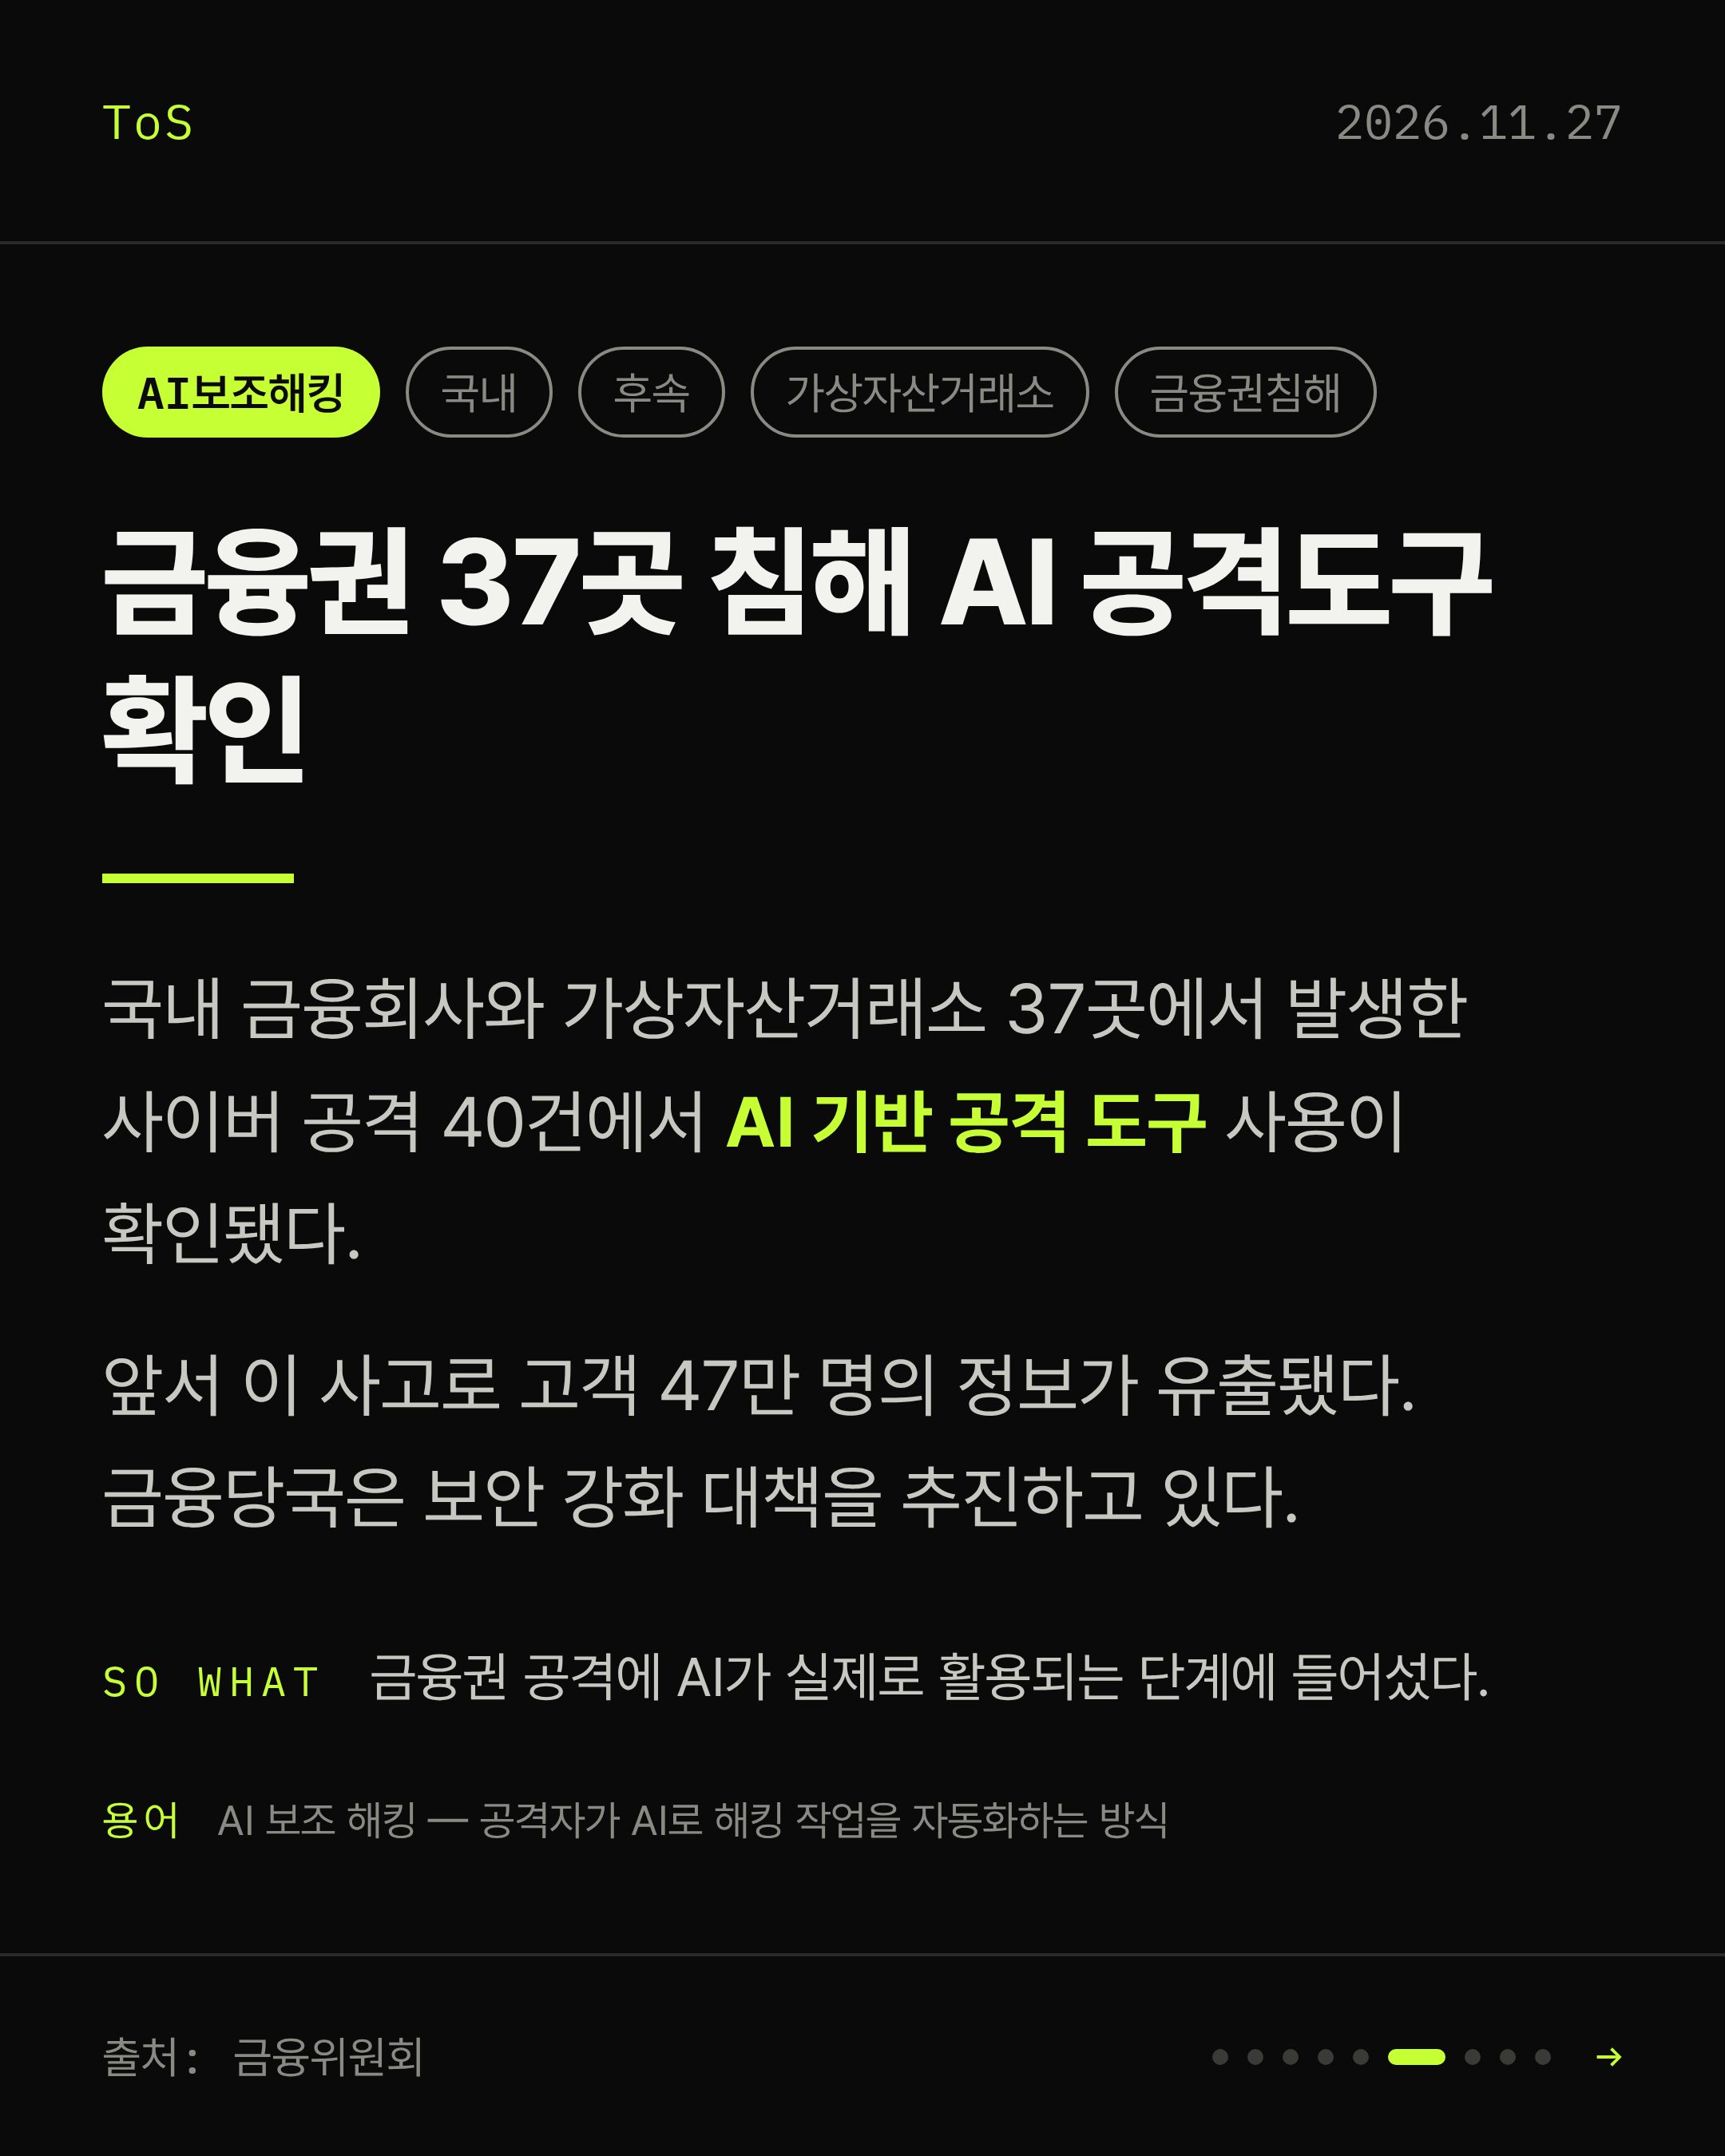 ToS
2026.11.27
AI보조해킹 국내 후속 가상자산거래소 금융권침해
금융권 37곳 침해 AI 공격도구
확인
국내 금융회사와 가상자산거래소 37곳에서 발생한
사이버 공격 40건에서 AI 기반 공격 도구 사용이
확인됐다.
앞서 이 사고로 고객 47만 명의 정보가 유출됐다.
금융당국은 보안 강화 대책을 추진하고 있다.
SO WHAT 금융권 공격에 AI가 실제로 활용되는 단계에 들어섰다.
용어 AI 보조 해킹 — 공격자가 AI로 해킹 작업을 자동화하는 방식
출처: 금융위원회
→